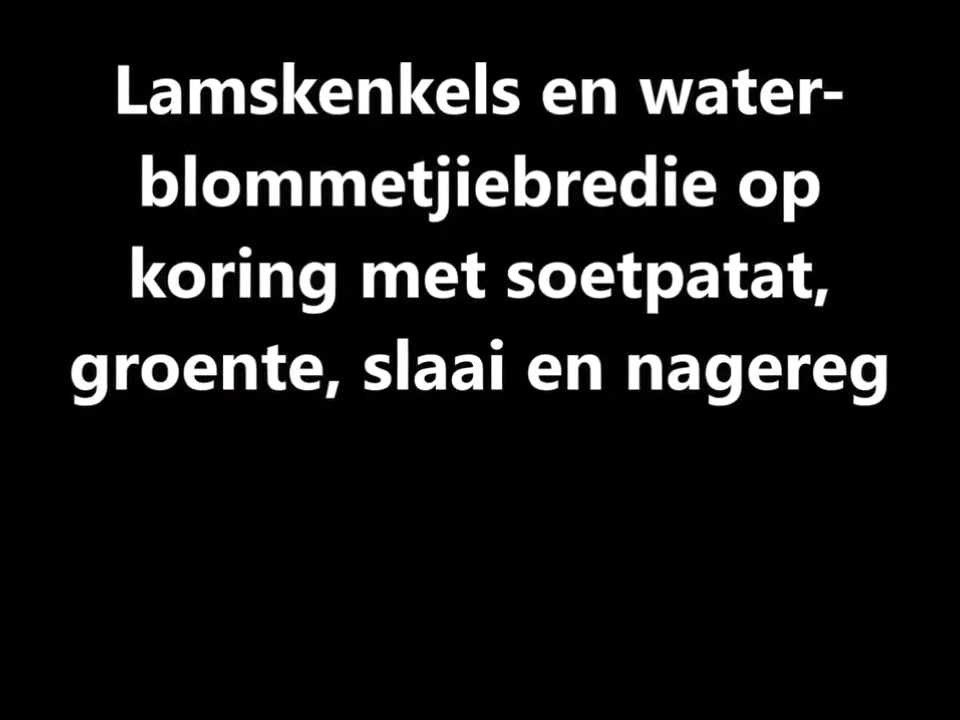 Lamskenkels en water-
blommetjiebredie op
koring met soetpatat,
groente, slaai en nagereg